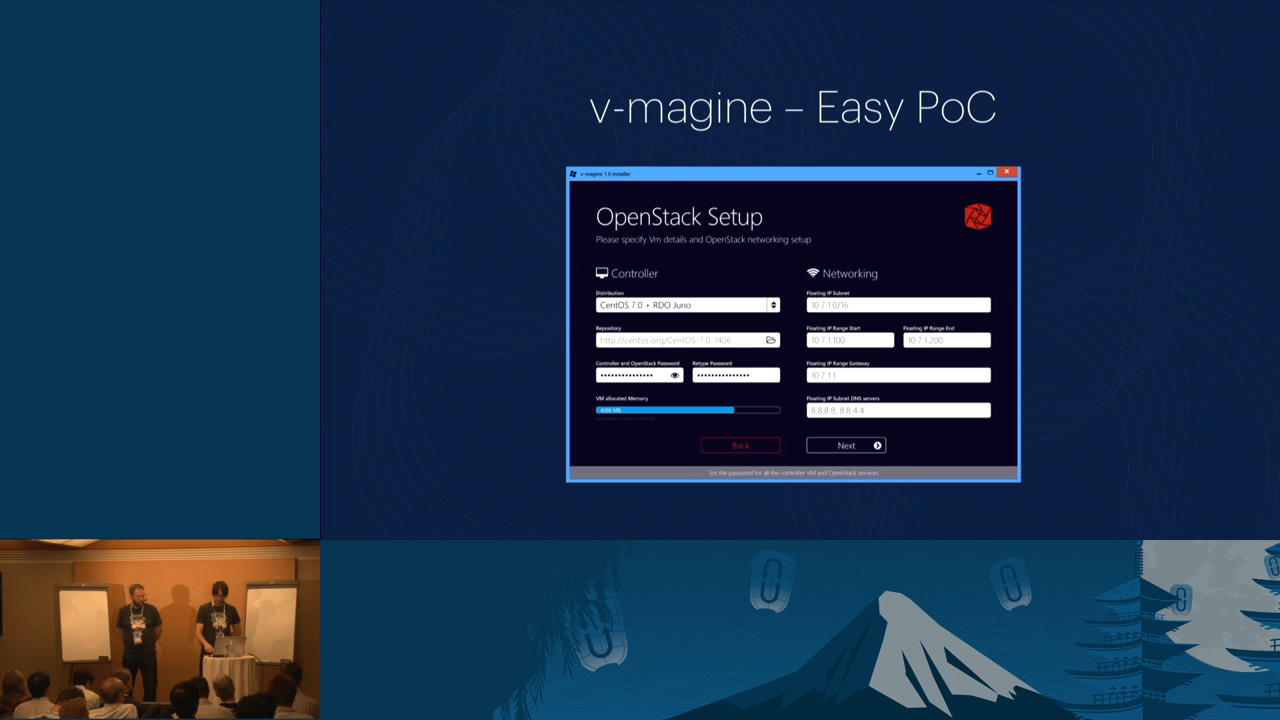 v-magine – Easy PoC
v-magine 1.0 installer
OpenStack Setup
Please specify Vm details and OpenStack networking setup
Controller
Networking
Distribution
CentOS 7.0 + RDO Juno
Floating IP Subnet
10.7.1.0/16
Repository
http://centos.org/CentOS-7.0-1406
Floating IP Range Start
Floating IP Range End
10.7.1.100
10.7.1.200
Controller and OpenStack Password
Retype Password
Floating IP Range Gateway
10.7.1.1
VM allocated Memory
4096 MB
Floating IP Subnet DNS servers
8.8.8.8, 8.8.4.4
Back
Next
Set the password for all the controller VM and OpenStack services